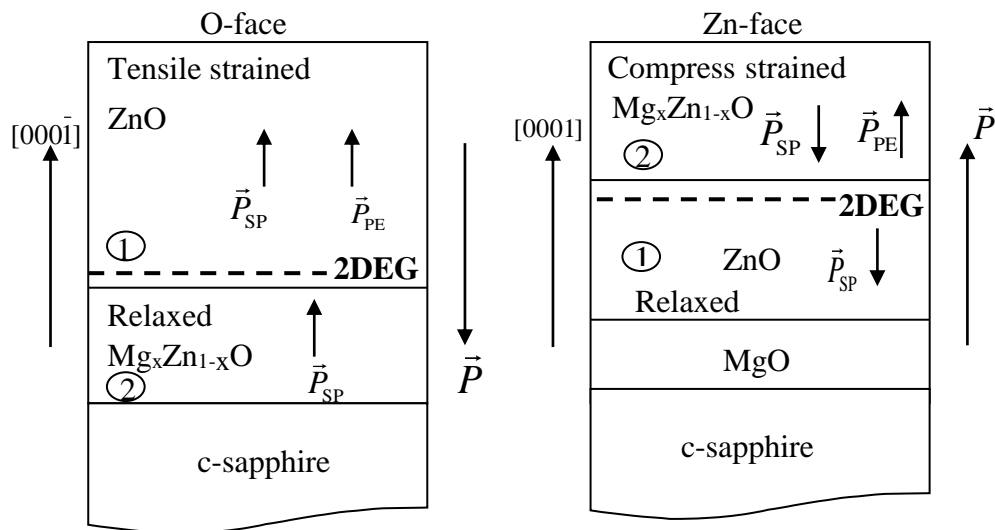 O-face
Tensile strained
ZnO
[000ī]
P⃗SP
P⃗PE
①
2DEG
Relaxed
MgxZn1-xO
②
P⃗SP
P⃗
c-sapphire
Zn-face
Compress strained
MgxZn1-xO
[0001]
P⃗SP
P⃗PE
P⃗
②
2DEG
①
ZnO
P⃗SP
Relaxed
MgO
c-sapphire